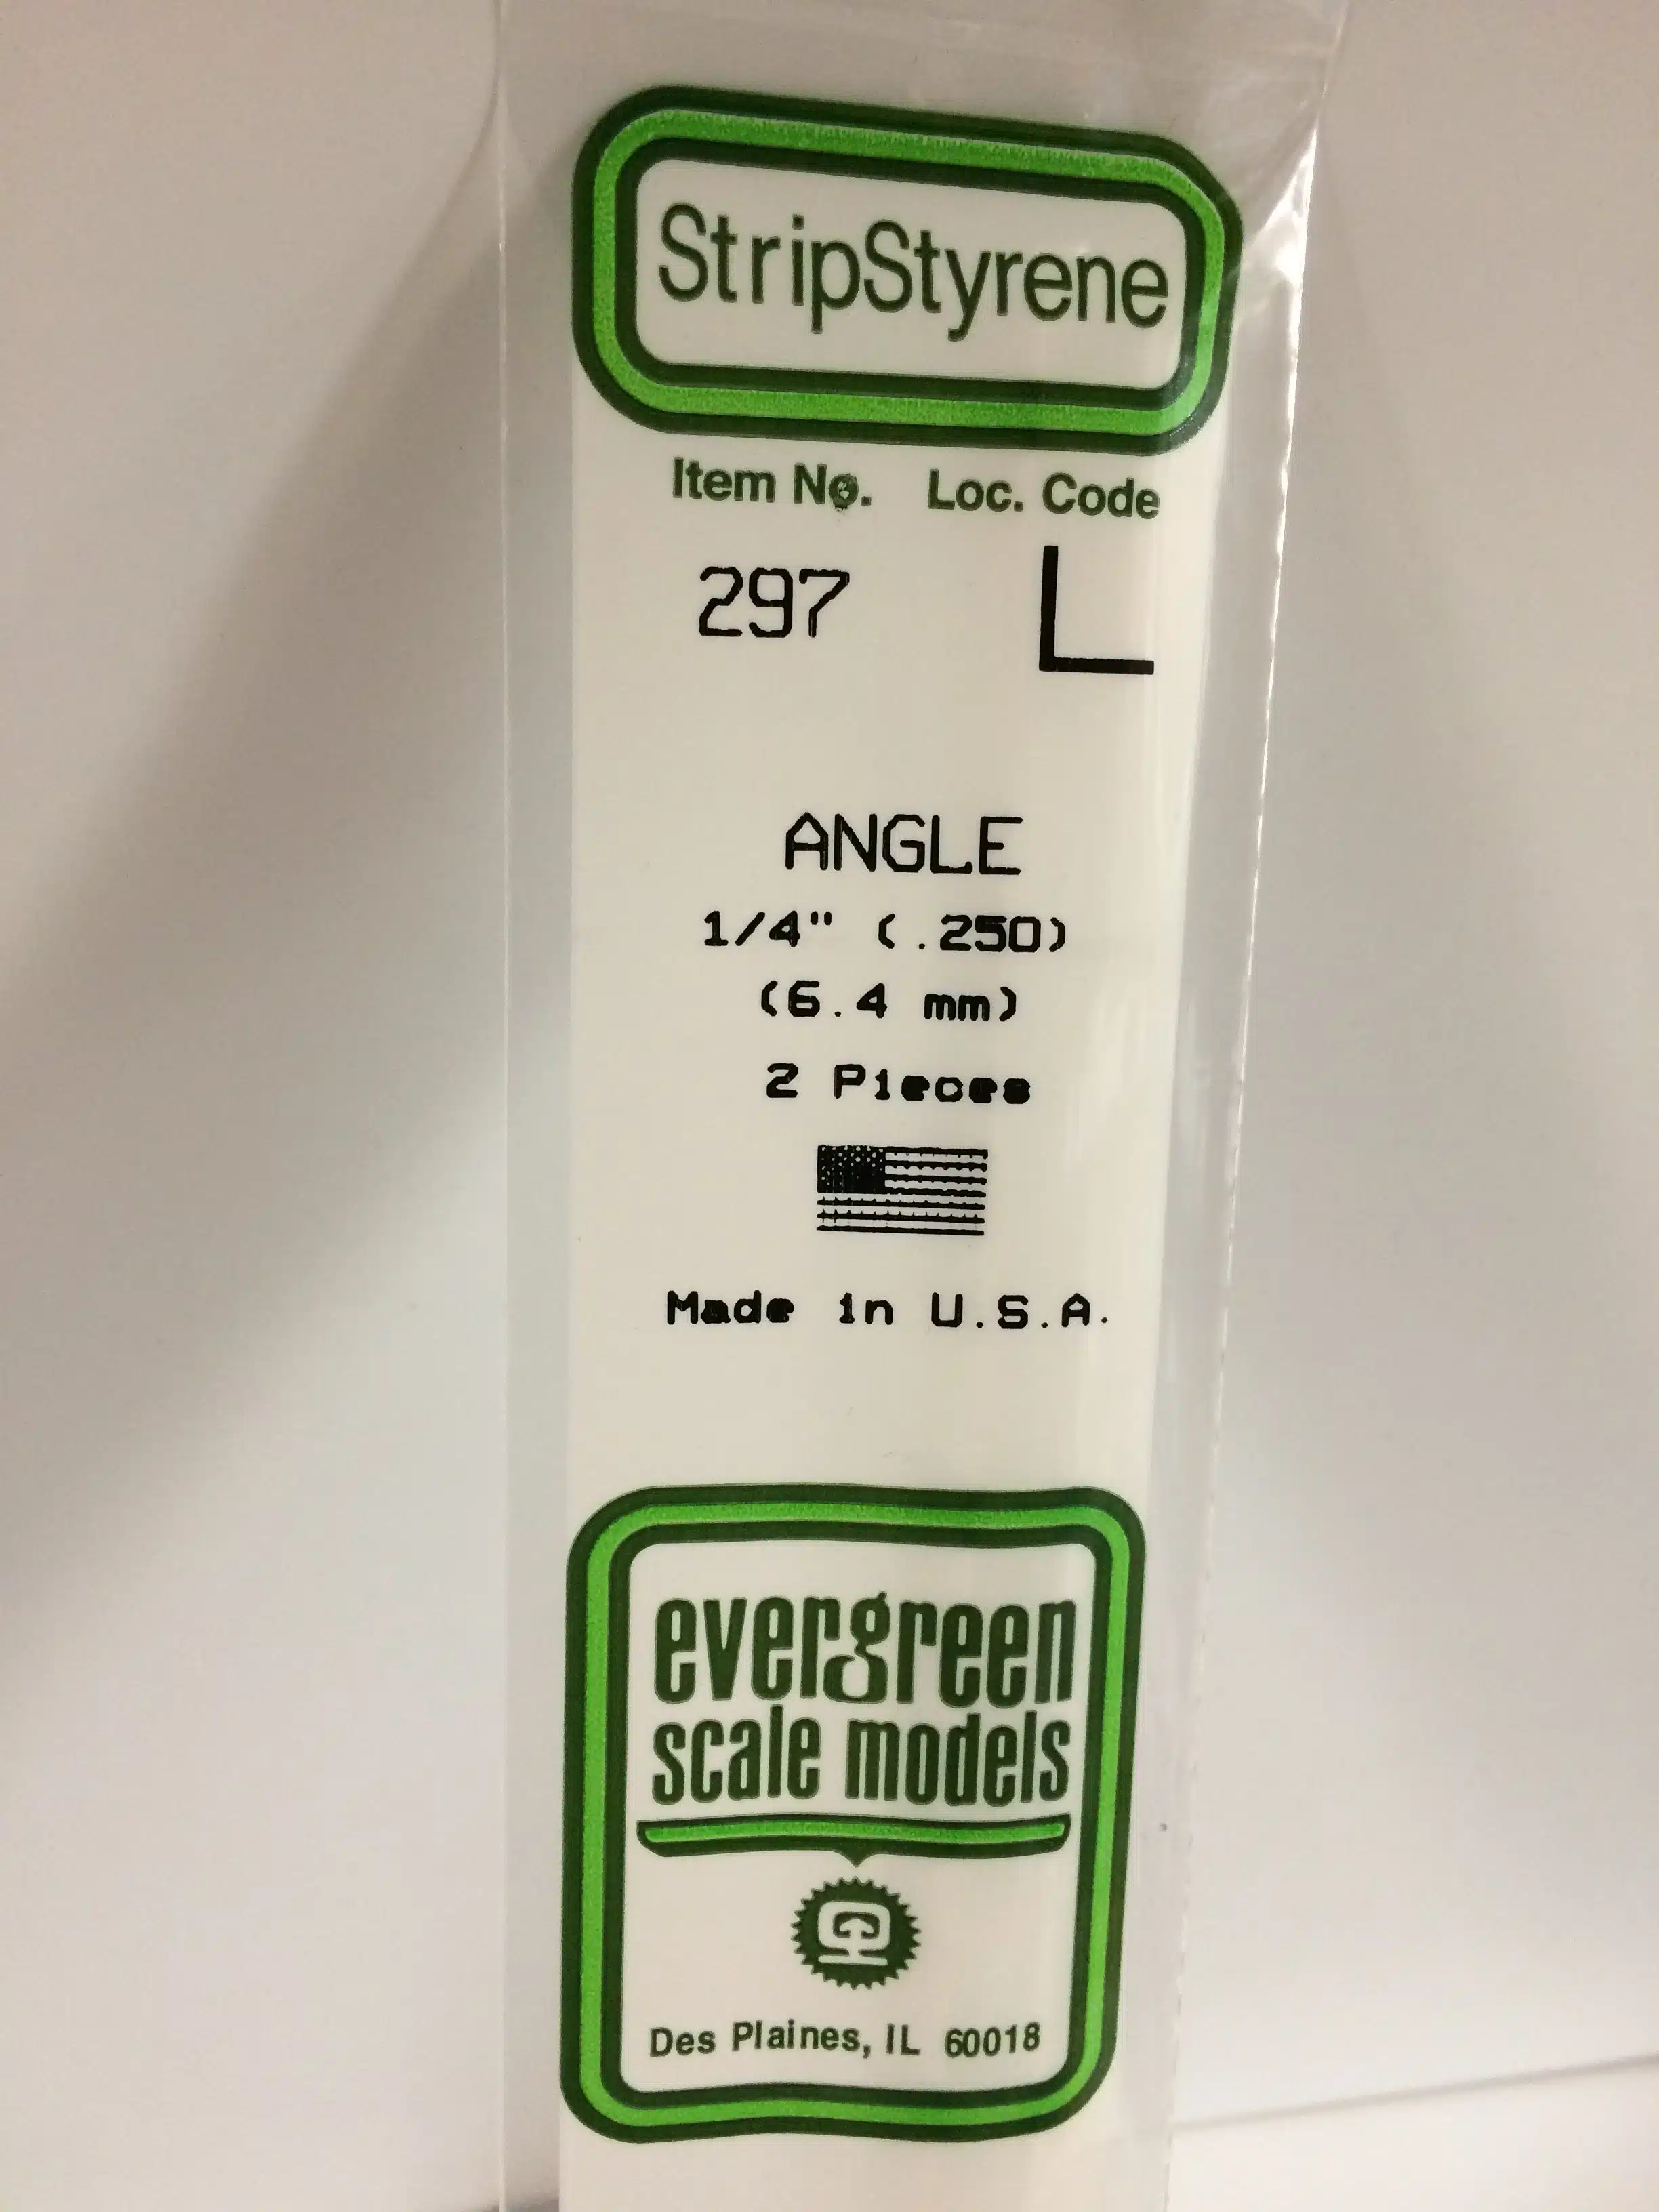 StripStyrene
Item No. Loc. Code
297 L
ANGLE
1/4" (.250)
(6.4 mm)
2 Pieces
Made in U.S.A.
evergreen
scale models
Des Plaines, IL 60018